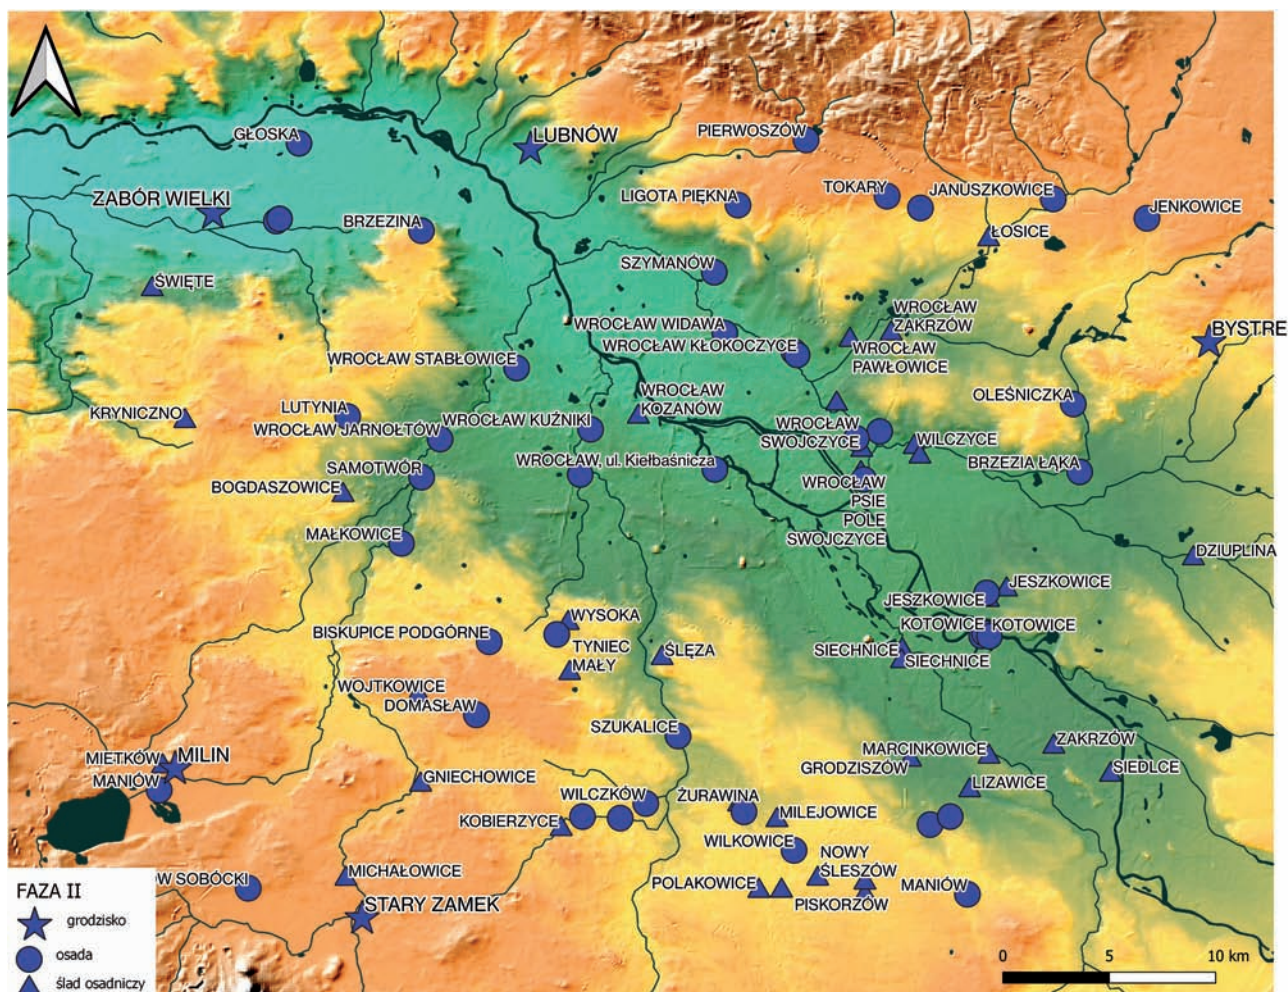 GŁOSKA
LUBNÓW
PIERWOSZÓW
ZABÓR WIELKI
BRZEZINA
LIGOTA PIĘKNA
TOKARY
JANUSZKOWICE
JENKOWICE
ŁOSICE
ŚWIĘTE
SZYMANÓW
WROCŁAW
ZAKRZÓW
BYSTRE
WROCŁAW WIDAWA
WROCŁAW KŁOKOCZYCE
WROCŁAW
PAWŁOWICE
WROCŁAW STABŁOWICE
WROCŁAW
KOZANÓW
OLEŚNICZKA
KRYNICZNO
LUTYNIA
WROCŁAW JARNOŁTÓW
WROCŁAW KUŹNIKI
WROCŁAW
SWOJCZYCE
WILCZYCE
SAMOTWÓR
WROCŁAW, ul. Kiełbaśnicza
BRZEZIA ŁĄKA
BOGDASZOWICE
WROCŁAW
PSIE
POLE
SWOJCZYCE
MAŁKOWICE
DZIUPLINA
JESZKOWICE
JESZKOWICE
WYSOKA
KOTOWICE
KOTOWICE
BISKUPICE PODGÓRNE
TYNIEC
MAŁY
ŚLĘZA
SIECHNICE
SIECHNICE
WOJTKOWICE
DOMASŁAW
SZUKALICE
MIETKÓW
MILIN
MANIÓW
MARCINKOWICE
ZAKRZÓW
GRODZISZÓW
SIEDLCE
GNIECHOWICE
LIZAWICE
WILCZKÓW
ŻURAWINA
KOBIERZYCE
MILEJOWICE
WILKOWICE
NOWY
ŚLESZÓW
ÓW SOBÓCKI
MICHAŁOWICE
POLAKOWICE
PISKORZÓW
MANIÓW
STARY ZAMEK
FAZA II
grodzisko
osada
ślad osadniczy
0 5 10 km